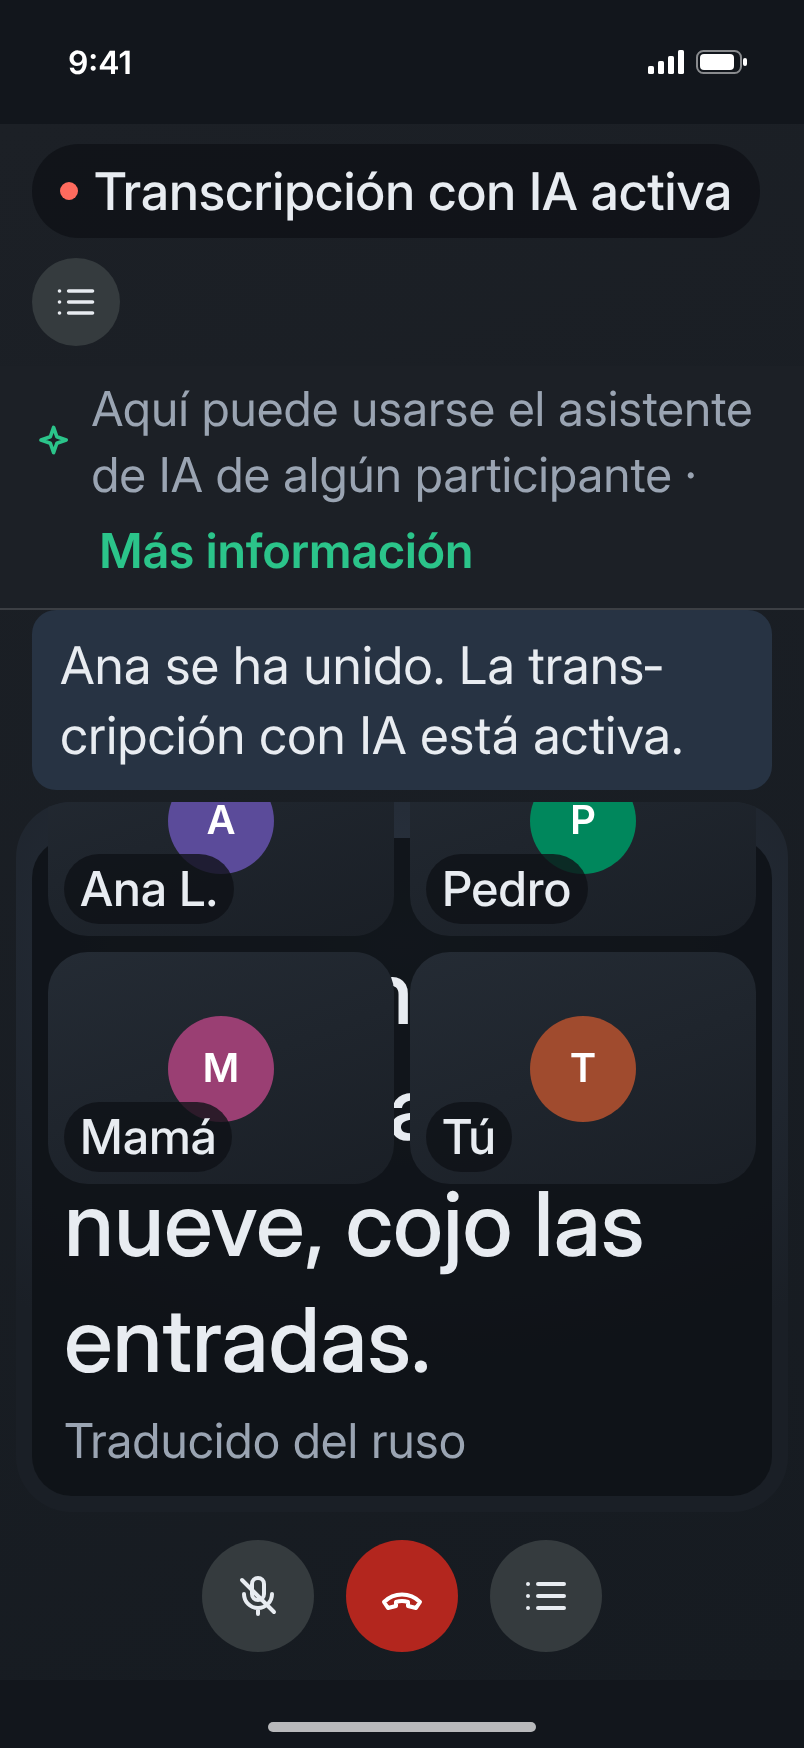 9:41
Transcripción con IA activa
Aquí puede usarse el asistente
de IA de algún participante ·
Más información
Ana se ha unido. La trans-
cripción con IA está activa.
A
P
Ana L.
Pedro
M
T
Mamá
Tú
nueve, cojo las
entradas.
Traducido del ruso